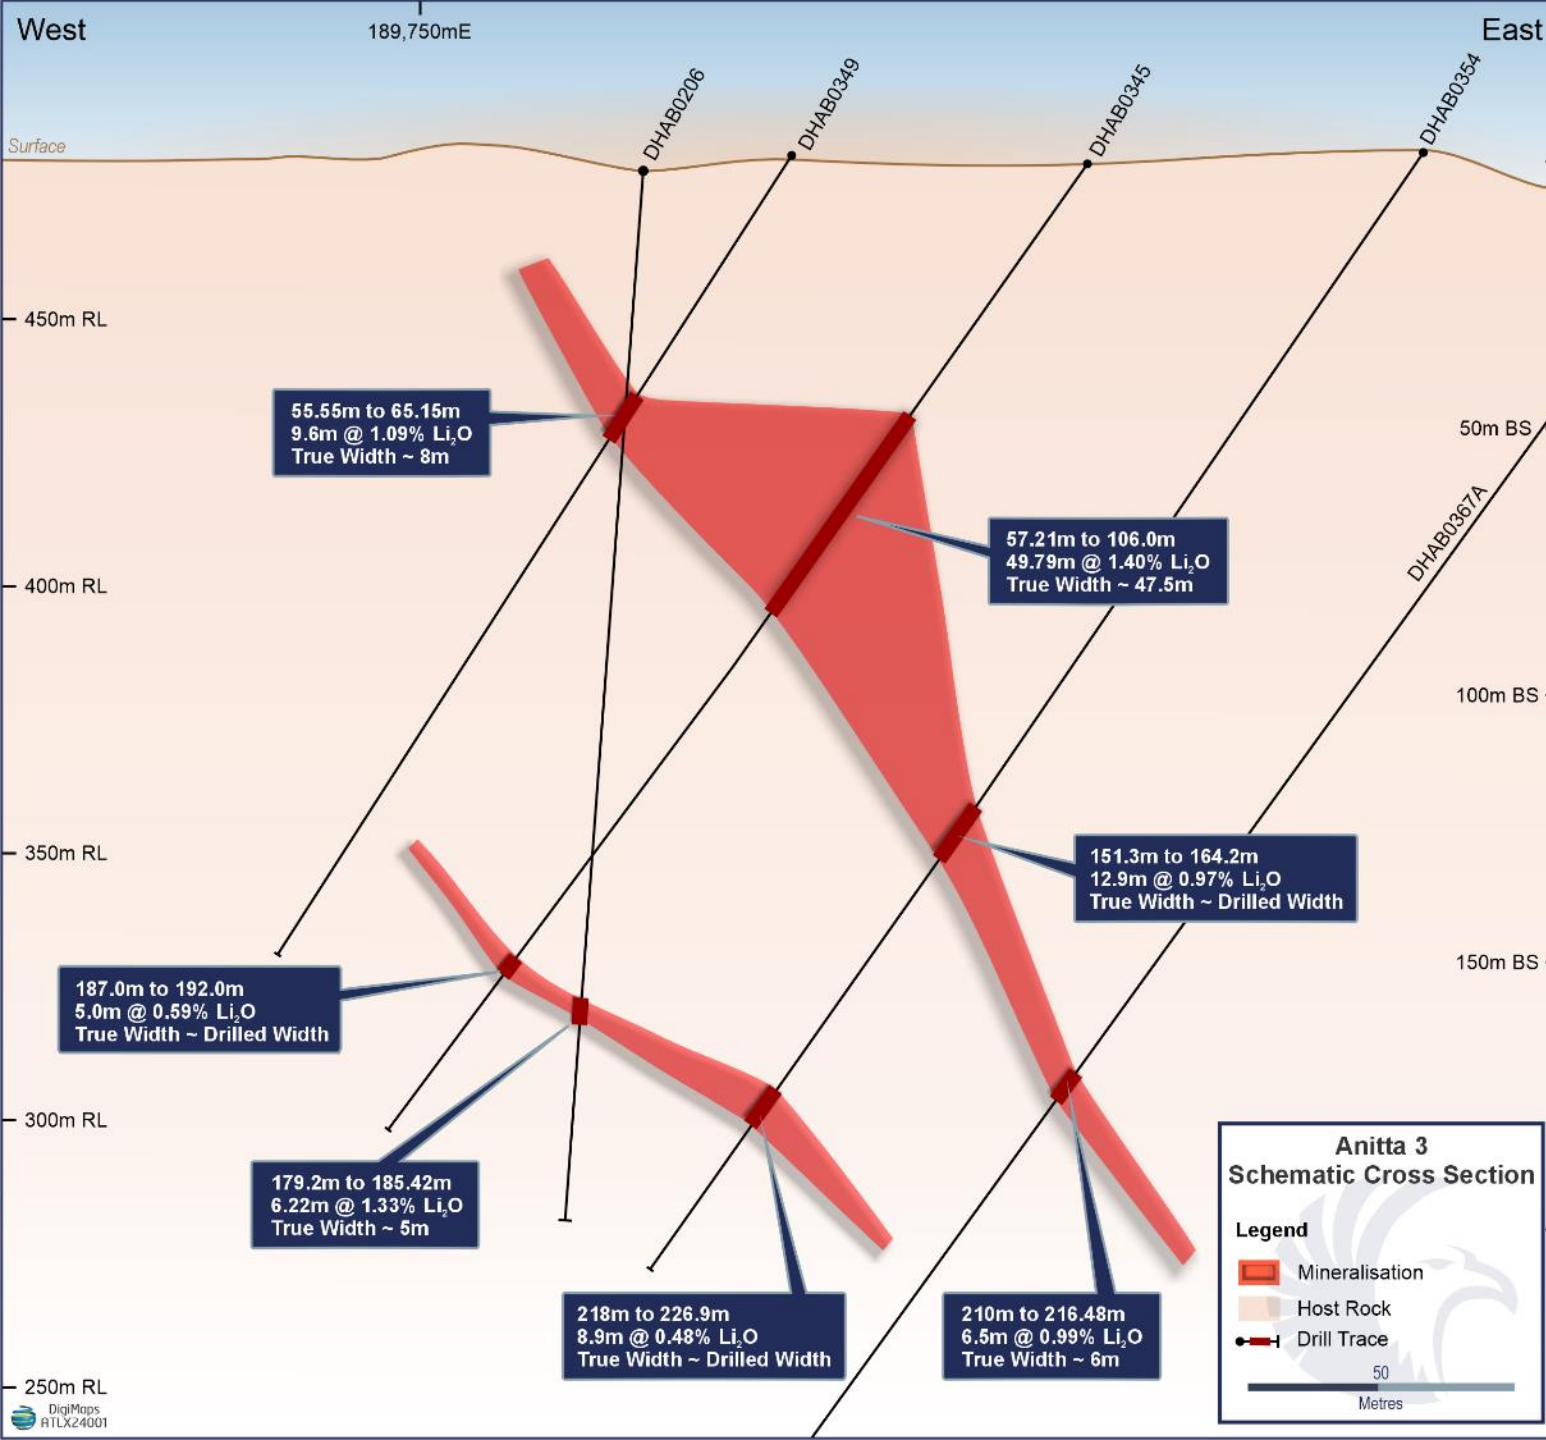 West
189,750mE
East
DHAB0206
DHAB0349
DHAB0345
DHAB0354
Surface
450m RL
55.55m to 65.15m
9.6m @ 1.09% Li₂O
True Width ~ 8m
50m BS
DHAB0367A
57.21m to 106.0m
49.79m @ 1.40% Li₂O
True Width ~ 47.5m
400m RL
100m BS
350m RL
151.3m to 164.2m
12.9m @ 0.97% Li₂O
True Width ~ Drilled Width
150m BS
187.0m to 192.0m
5.0m @ 0.59% Li₂O
True Width ~ Drilled Width
300m RL
179.2m to 185.42m
6.22m @ 1.33% Li₂O
True Width ~ 5m
218m to 226.9m
8.9m @ 0.48% Li₂O
True Width ~ Drilled Width
210m to 216.48m
6.5m @ 0.99% Li₂O
True Width ~ 6m
Anitta 3
Schematic Cross Section
Legend
Mineralisation
Host Rock
Drill Trace
50
Metres
250m RL
DigiMaps
ATLX24001